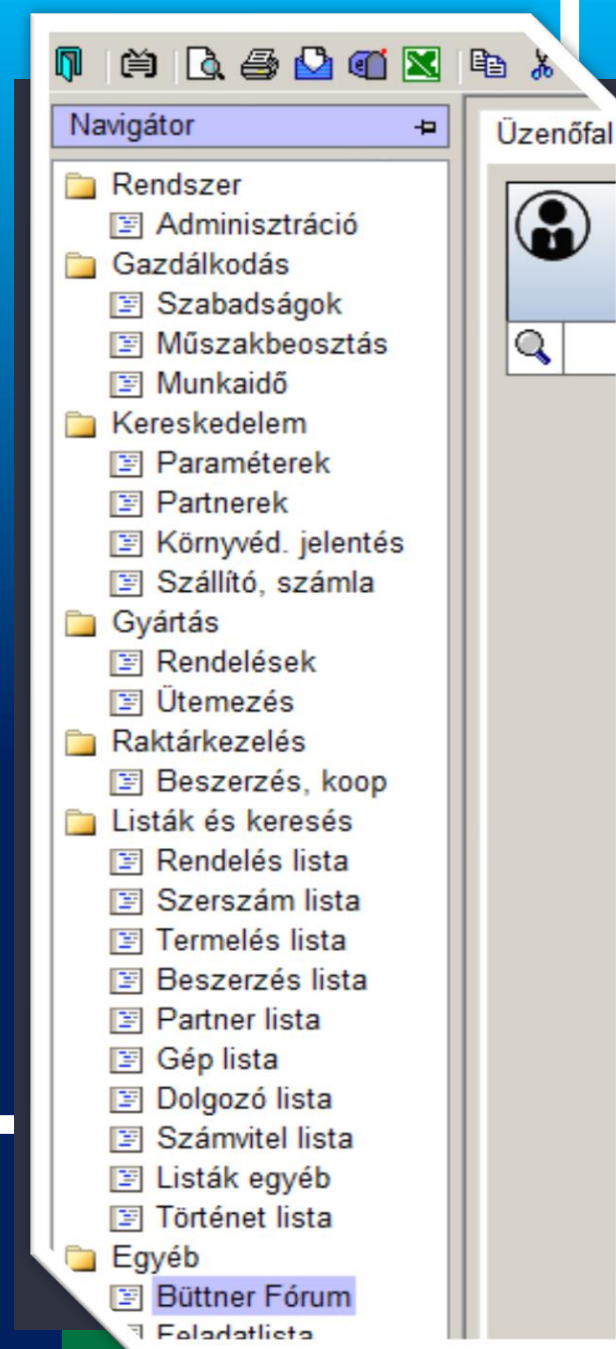 Navigátor
Üzenőfal
Rendszer
Adminisztráció
Gazdálkodás
Szabadságok
Műszakbeosztás
Munkaidő
Kereskedelem
Paraméterek
Partnerek
Környvéd. jelentés
Szállító, számla
Gyártás
Rendelések
Ütemezés
Raktárkezelés
Beszerzés, koop
Listák és keresés
Rendelés lista
Szerszám lista
Termelés lista
Beszerzés lista
Partner lista
Gép lista
Dolgozó lista
Számvitel lista
Listák egyéb
Történet lista
Egyéb
Büttner Fórum
Feladatlista